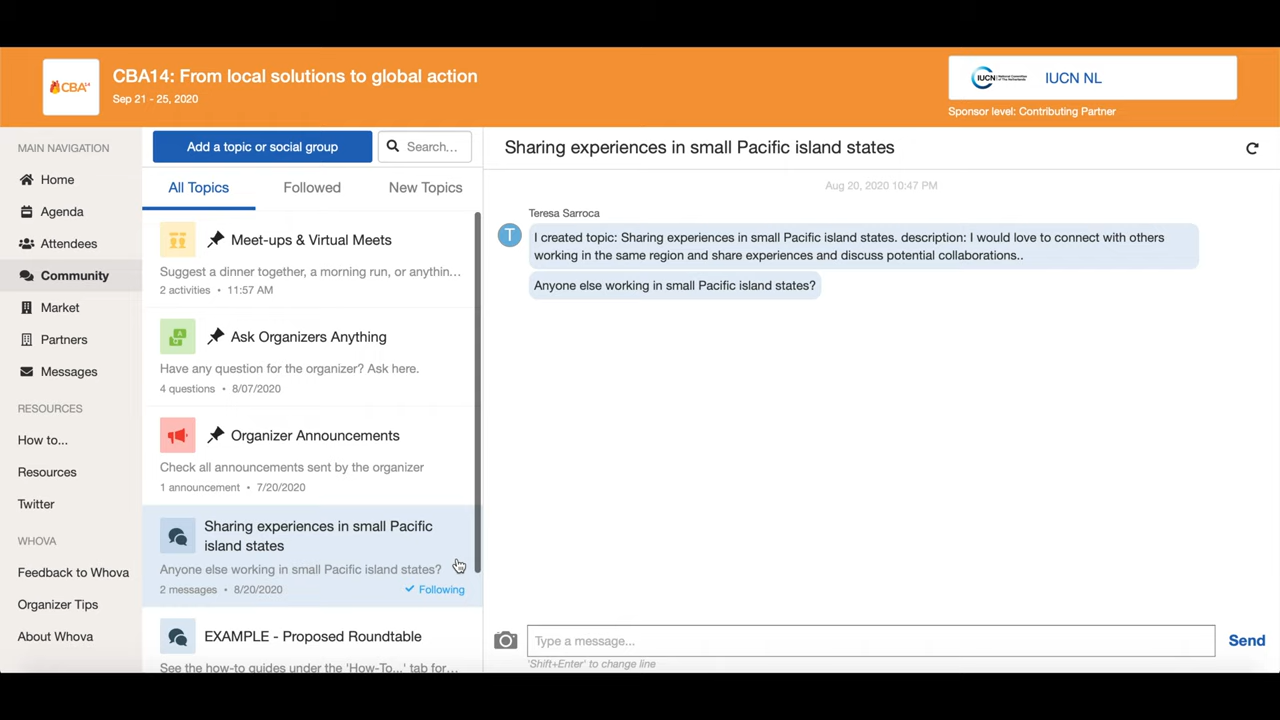 CBA14
CBA14: From local solutions to global action
Sep 21 - 25, 2020
IUCN
IUCN NL
Sponsor level: Contributing Partner
MAIN NAVIGATION
Home
Agenda
Attendees
Community
Market
Partners
Messages
RESOURCES
How to...
Resources
Twitter
WHOVA
Feedback to Whova
Organizer Tips
About Whova
Add a topic or social group
Search...
All Topics
Followed
New Topics
Meet-ups & Virtual Meets
Suggest a dinner together, a morning run, or anythin...
2 activities • 11:57 AM
Ask Organizers Anything
Have any question for the organizer? Ask here.
4 questions • 8/07/2020
Organizer Announcements
Check all announcements sent by the organizer
1 announcement • 7/20/2020
Sharing experiences in small Pacific
island states
Anyone else working in small Pacific island states?
2 messages • 8/20/2020
Following
EXAMPLE - Proposed Roundtable
See the how-to guides under the 'How-To...' tab for...
Sharing experiences in small Pacific island states
Aug 20, 2020 10:47 PM
Teresa Sarroca
T
I created topic: Sharing experiences in small Pacific island states. description: I would love to connect with others
working in the same region and share experiences and discuss potential collaborations..
Anyone else working in small Pacific island states?
Type a message...
Send
'Shift+Enter' to change line